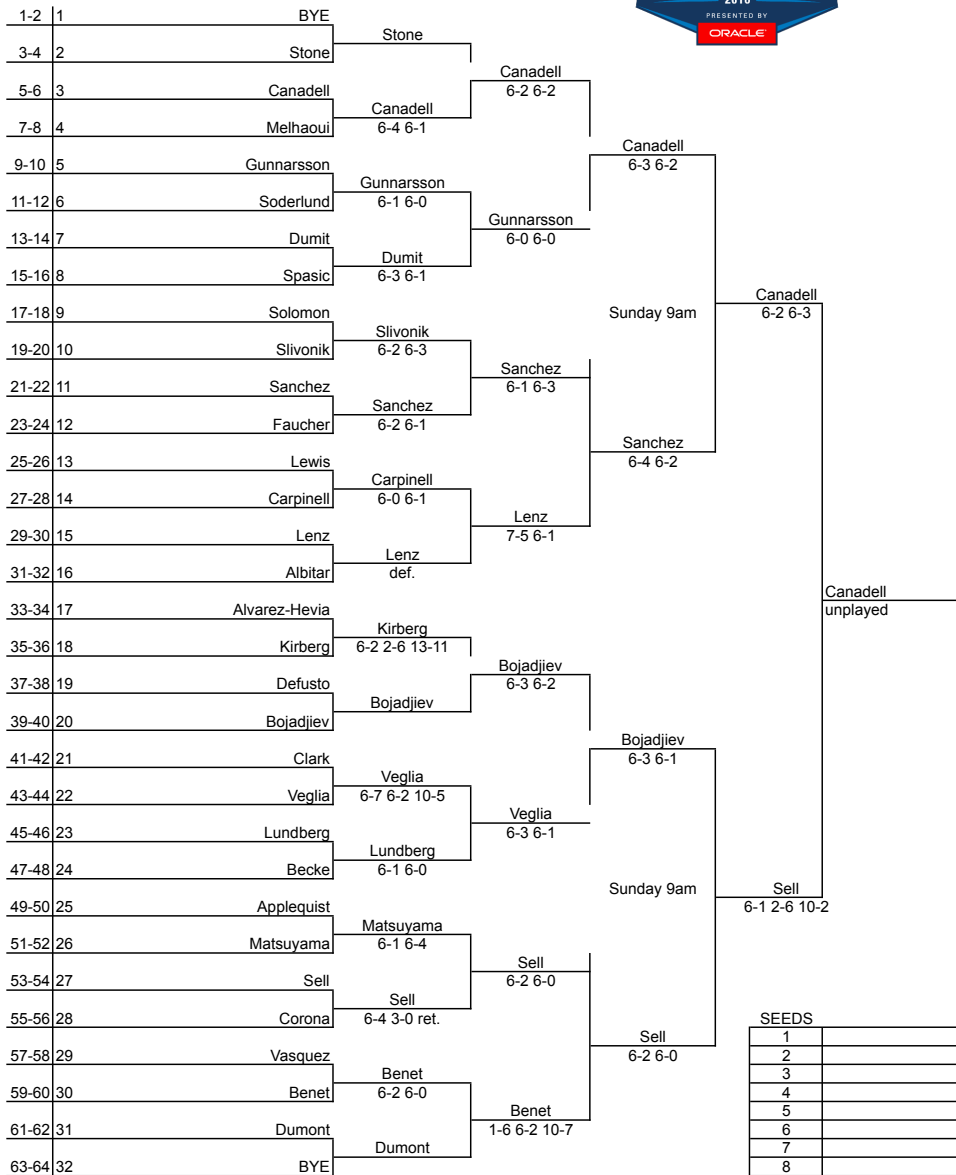 2016
PRESENTED BY
ORACLE
1-2 1 BYE
Stone
3-4 2 Stone
Canadell
6-2 6-2
5-6 3 Canadell
Canadell
6-4 6-1
7-8 4 Melhaoui
Canadell
6-3 6-2
9-10 5 Gunnarsson
Gunnarsson
6-1 6-0
11-12 6 Soderlund
Gunnarsson
6-0 6-0
13-14 7 Dumit
Dumit
6-3 6-1
15-16 8 Spasic
Canadell
6-2 6-3
17-18 9 Solomon
Sunday 9am
Slivonik
6-2 6-3
19-20 10 Slivonik
Sanchez
6-1 6-3
21-22 11 Sanchez
Sanchez
6-2 6-1
23-24 12 Faucher
Sanchez
6-4 6-2
25-26 13 Lewis
Carpinell
6-0 6-1
27-28 14 Carpinell
Lenz
7-5 6-1
29-30 15 Lenz
Lenz
def.
31-32 16 Albitar
Canadell
unplayed
33-34 17 Alvarez-Hevia
Kirberg
6-2 2-6 13-11
35-36 18 Kirberg
Bojadjiev
6-3 6-2
37-38 19 Defusto
Bojadjiev
39-40 20 Bojadjiev
Bojadjiev
6-3 6-1
41-42 21 Clark
Veglia
6-7 6-2 10-5
43-44 22 Veglia
Veglia
6-3 6-1
45-46 23 Lundberg
Lundberg
6-1 6-0
47-48 24 Becke
Sunday 9am
Sell
6-1 2-6 10-2
49-50 25 Applequist
Matsuyama
6-1 6-4
51-52 26 Matsuyama
Sell
6-2 6-0
53-54 27 Sell
Sell
6-4 3-0 ret.
55-56 28 Corona
Sell
6-2 6-0
57-58 29 Vasquez
Benet
6-2 6-0
59-60 30 Benet
Benet
1-6 6-2 10-7
61-62 31 Dumont
Dumont
63-64 32 BYE
SEEDS
1
2
3
4
5
6
7
8